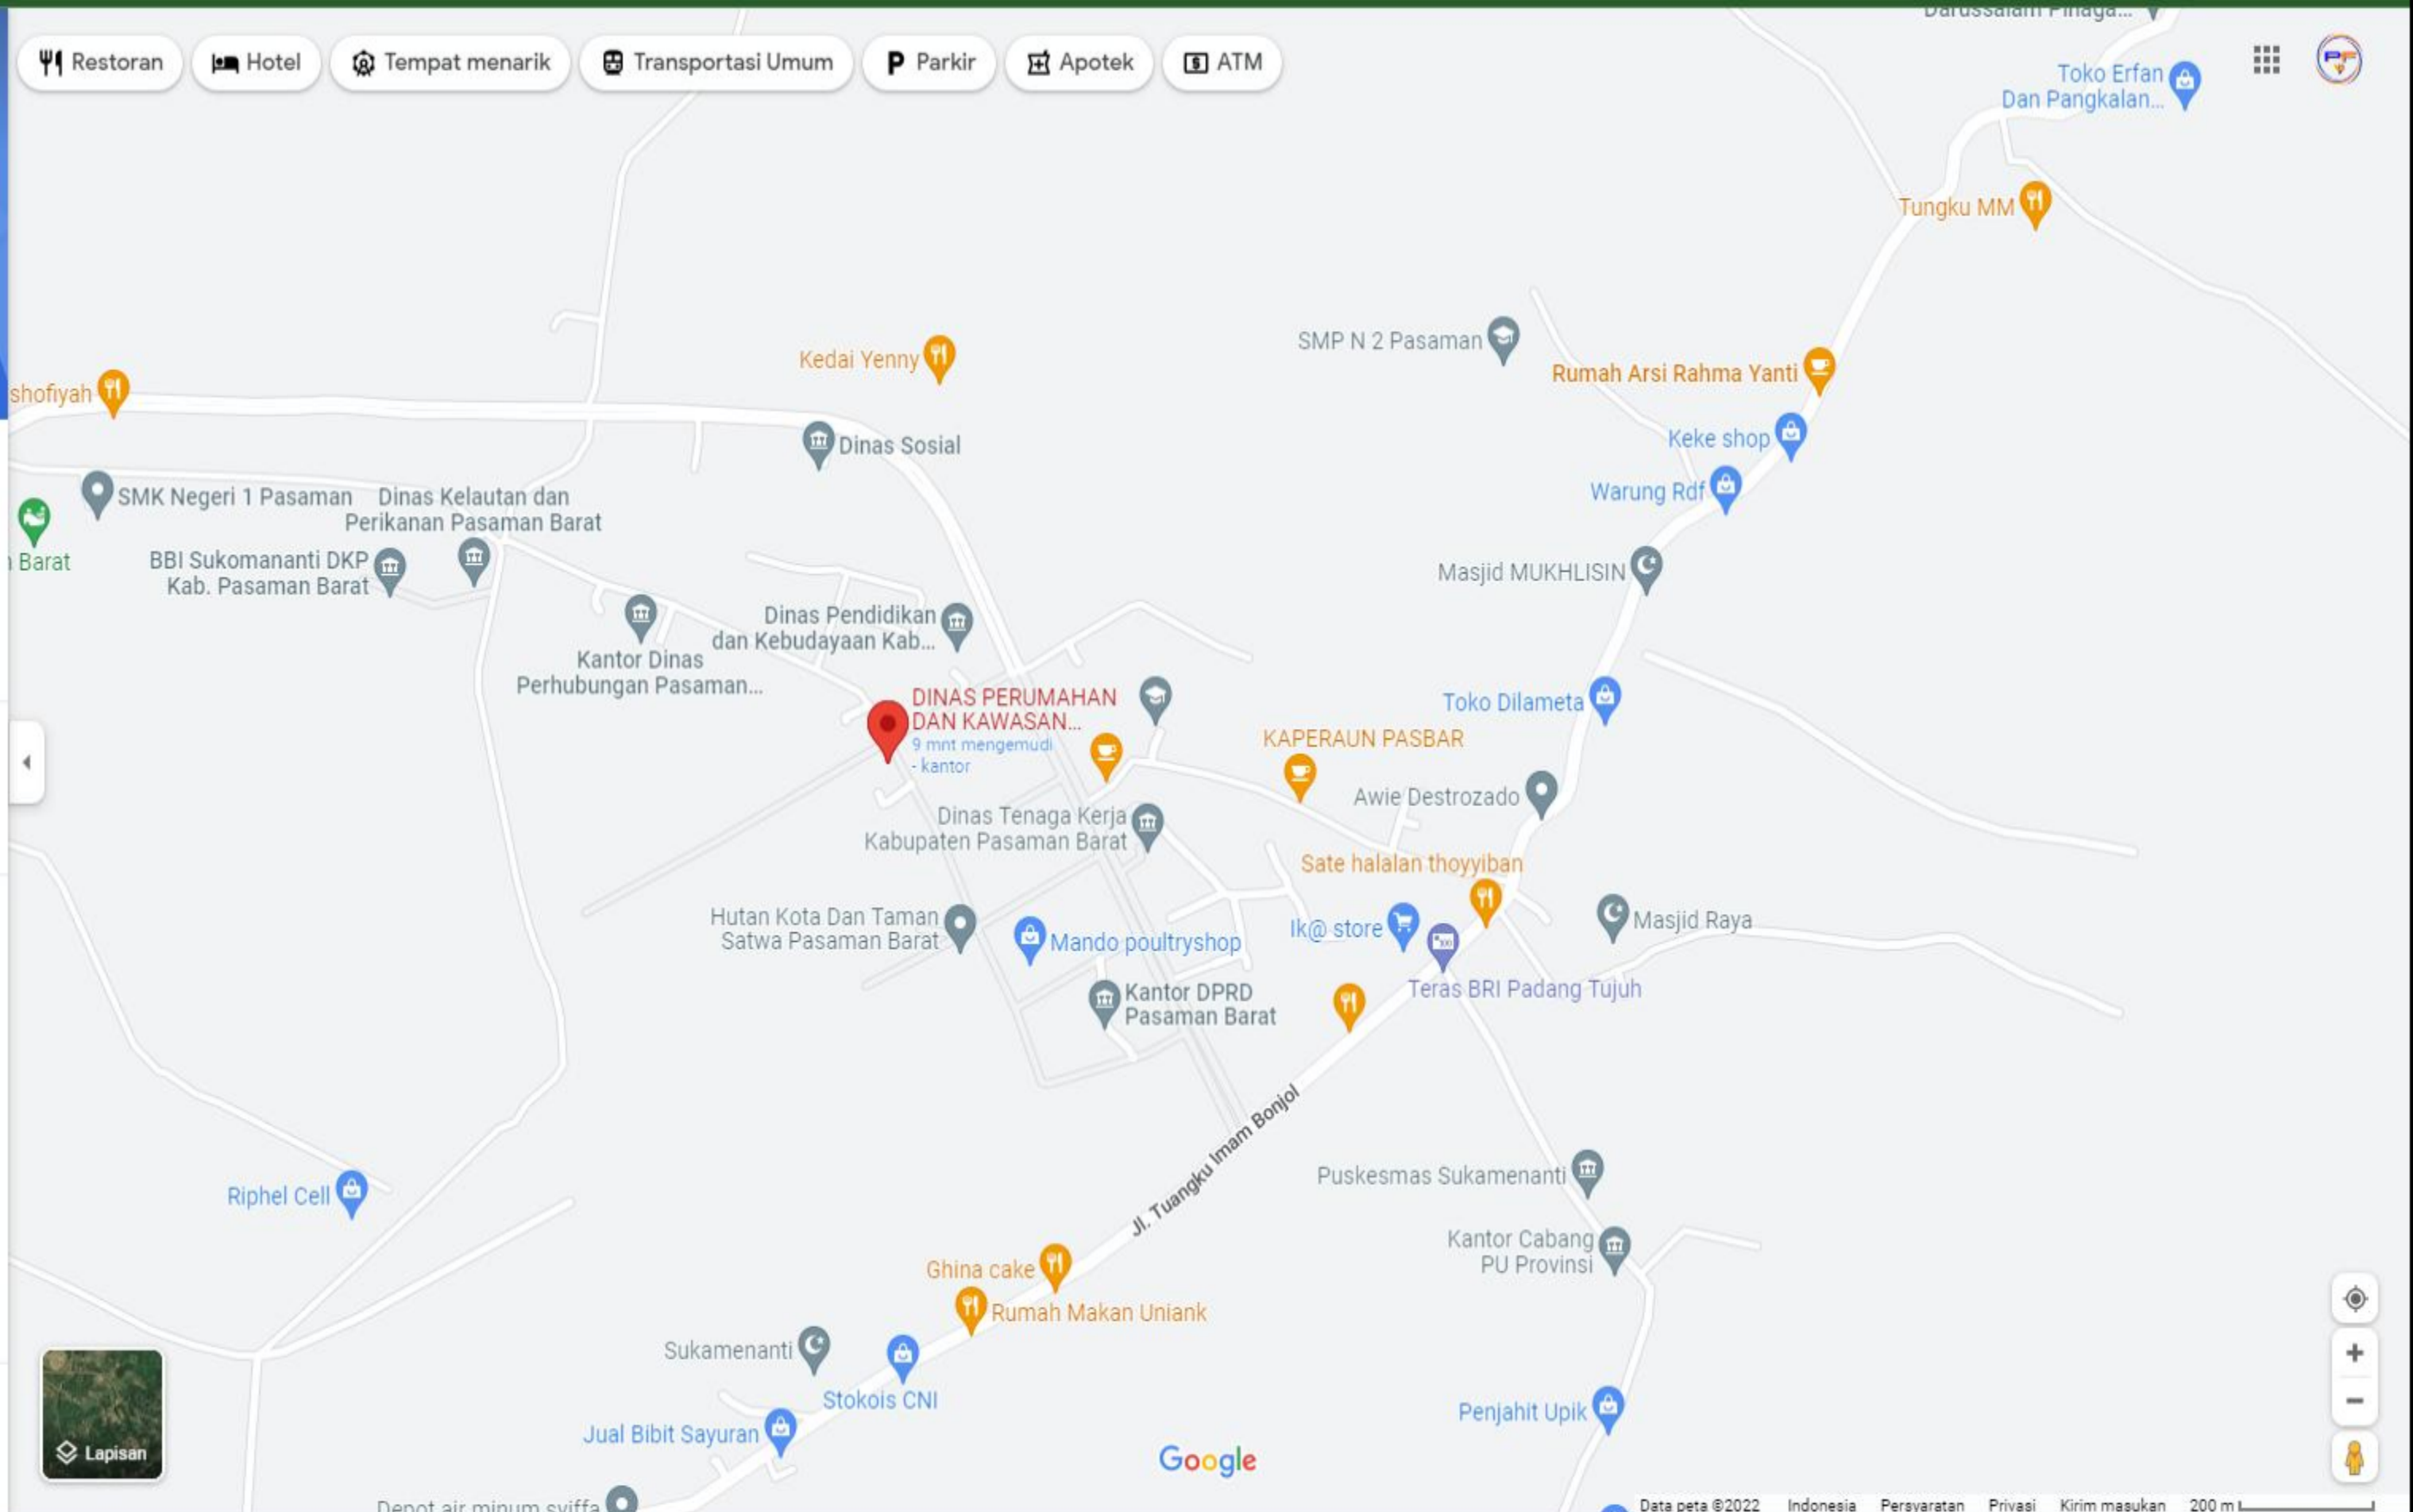 Restoran
Hotel
Tempat menarik
Transportasi Umum
Parkir
Apotek
ATM
Toko Erfan
Dan Pangkalan...
Tungku MM
SMP N 2 Pasaman
Kedai Yenny
Rumah Arsi Rahma Yanti
shofiyah
Keke shop
Dinas Sosial
Warung Rdf
SMK Negeri 1 Pasaman
Dinas Kelautan dan
Perikanan Pasaman Barat
Barat
BBI Sukomananti DKP
Kab. Pasaman Barat
Masjid MUKHLISIN
Dinas Pendidikan
dan Kebudayaan Kab...
Kantor Dinas
Perhubungan Pasaman...
DINAS PERUMAHAN
DAN KAWASAN...
9 mnt mengemudi
- kantor
Toko Dilameta
KAPERAUN PASBAR
Awie Destrozado
Dinas Tenaga Kerja
Kabupaten Pasaman Barat
Sate halalan thoyyiban
Hutan Kota Dan Taman
Satwa Pasaman Barat
Mando poultryshop
Ik@ store
Masjid Raya
Teras BRI Padang Tujuh
Kantor DPRD
Pasaman Barat
Jl. Tuangku Imam Bonjol
Puskesmas Sukamenanti
Riphel Cell
Kantor Cabang
PU Provinsi
Ghina cake
Rumah Makan Uniank
Sukamenanti
Stokois CNI
Penjahit Upik
Jual Bibit Sayuran
Lapisan
Google
Depot air minum syiffa
Data peta ©2022 Indonesia Persyaratan Privasi Kirim masukan 200 m